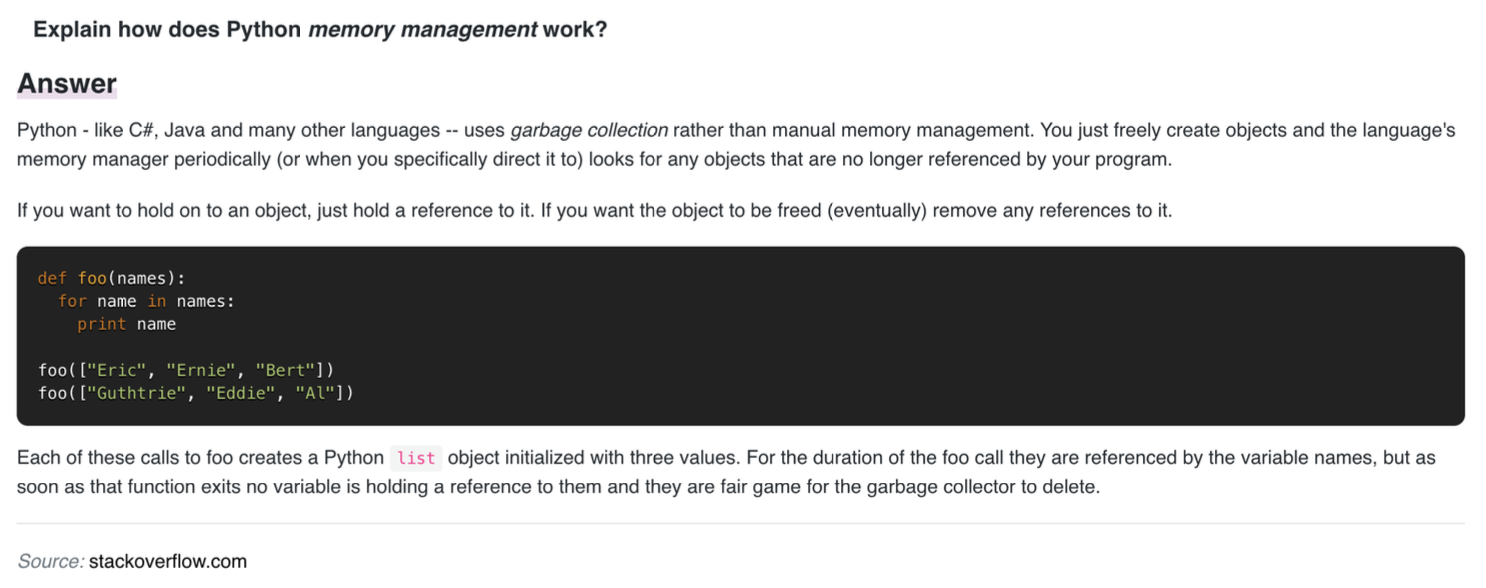 Explain how does Python memory management work?
Answer
Python - like C#, Java and many other languages -- uses garbage collection rather than manual memory management. You just freely create objects and the language's
memory manager periodically (or when you specifically direct it to) looks for any objects that are no longer referenced by your program.
If you want to hold on to an object, just hold a reference to it. If you want the object to be freed (eventually) remove any references to it.
def foo(names):
  for name in names:
    print name
foo(["Eric", "Ernie", "Bert"])
foo(["Guthtrie", "Eddie", "Al"])
Each of these calls to foo creates a Python list object initialized with three values. For the duration of the foo call they are referenced by the variable names, but as
soon as that function exits no variable is holding a reference to them and they are fair game for the garbage collector to delete.
Source: stackoverflow.com